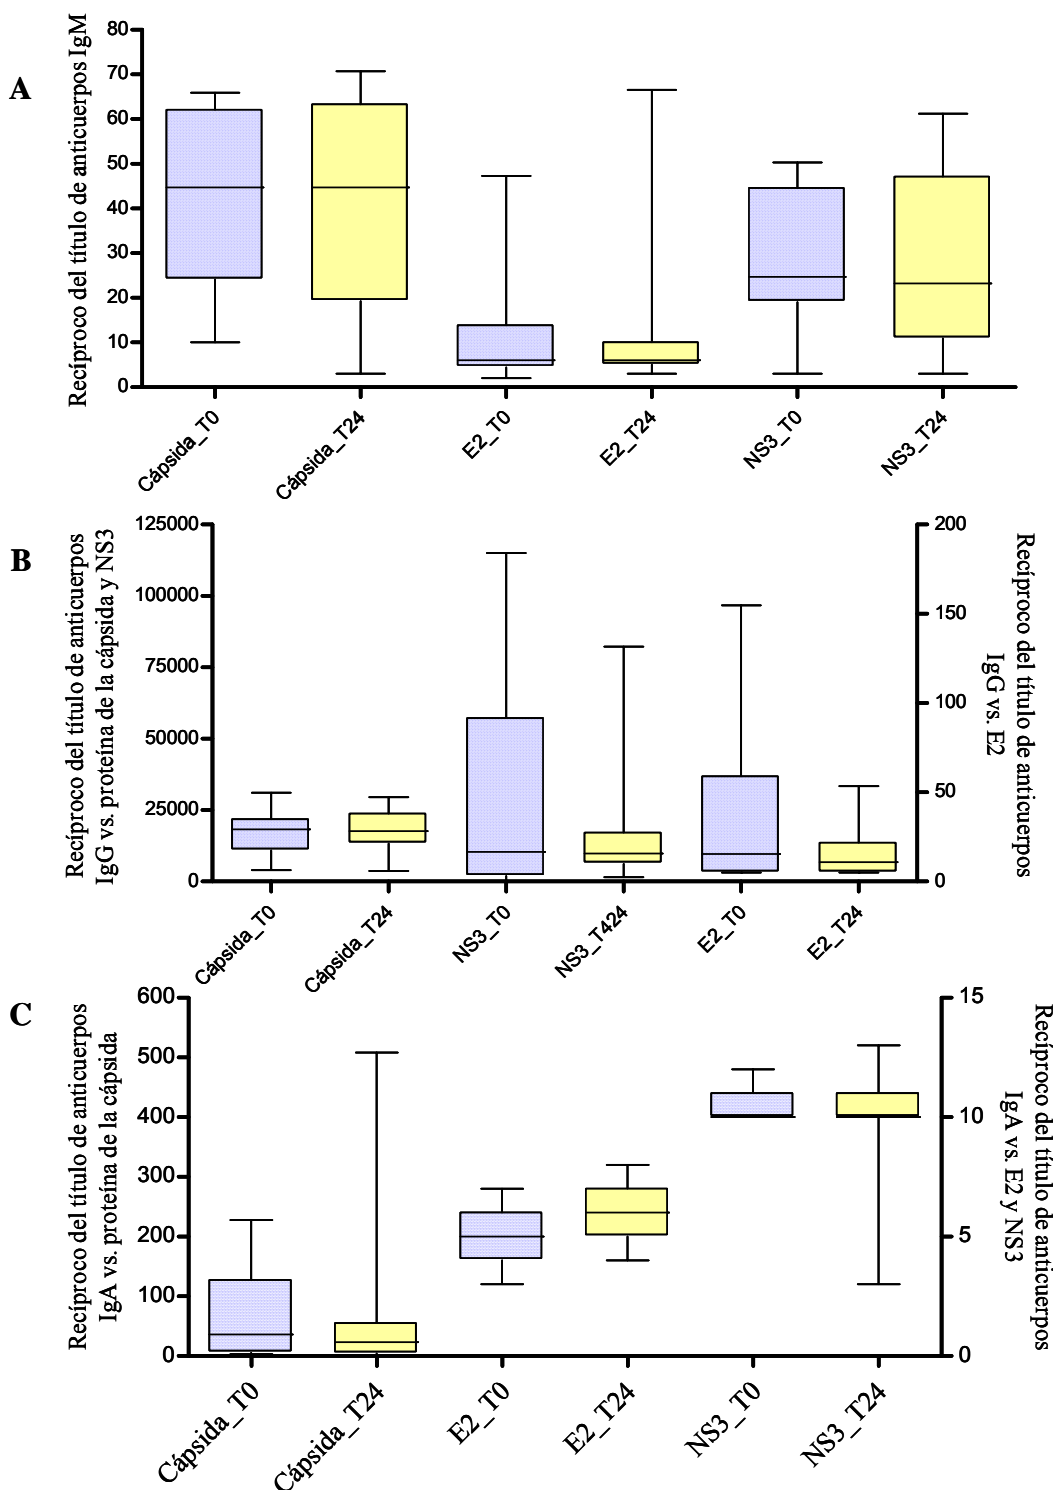 A
Recíproco del título de anticuerpos IgM
80
70
60
50
40
30
20
10
0
Cápsida_T0
Cápsida_T24
E2_T0
E2_T24
NS3_T0
NS3_T24
B
Recíproco del título de anticuerpos
IgG vs. proteína de la cápsida y NS3
125000
100000
75000
50000
25000
0
200
150
100
50
0
Recíproco del título de anticuerpos
IgG vs. E2
Cápsida_T0
Cápsida_T24
NS3_T0
NS3_T424
E2_T0
E2_T24
C
Recíproco del título de anticuerpos
IgA vs. proteína de la cápsida
600
500
400
300
200
100
0
15
10
5
0
Recíproco del título de anticuerpos
IgA vs. E2 y NS3
Cápsida_T0
Cápsida_T24
E2_T0
E2_T24
NS3_T0
NS3_T24